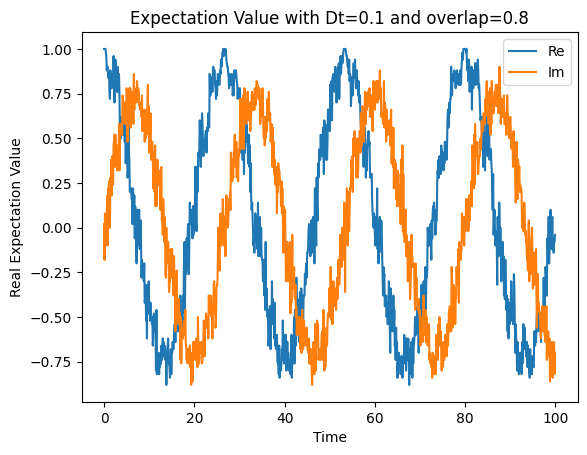 Expectation Value with Dt=0.1 and overlap=0.8
Re
Im
1.00
0.75
0.50
0.25
0.00
−0.25
−0.50
−0.75
Real Expectation Value
0 20 40 60 80 100
Time